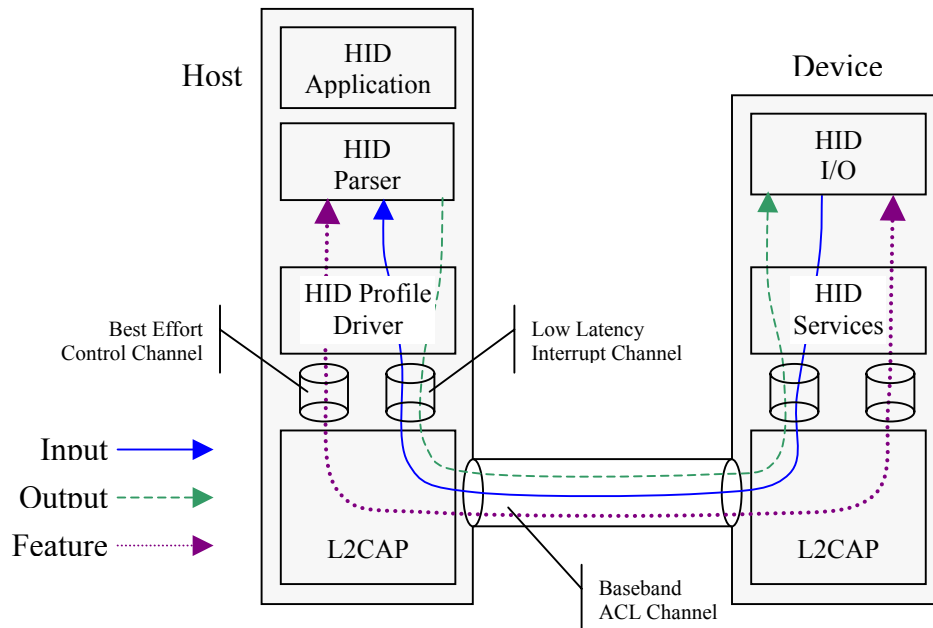 Host
HID
Application
HID
Parser
HID Profile
Driver
Best Effort
Control Channel
Low Latency
Interrupt Channel
L2CAP
Device
HID
I/O
HID
Services
L2CAP
Input
Output
Feature
Baseband
ACL Channel